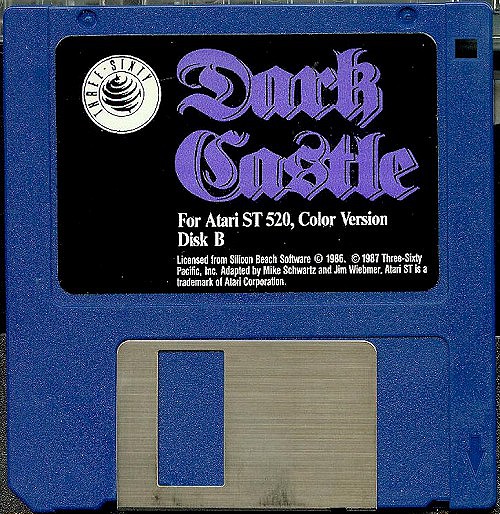 THREE·SIXTY
Dark
Castle
For Atari ST 520, Color Version
Disk B
Licensed from Silicon Beach Software © 1986. © 1987 Three-Sixty
Pacific, Inc. Adapted by Mike Schwartz and Jim Wiebmer, Atari ST is a
trademark of Atari Corporation.